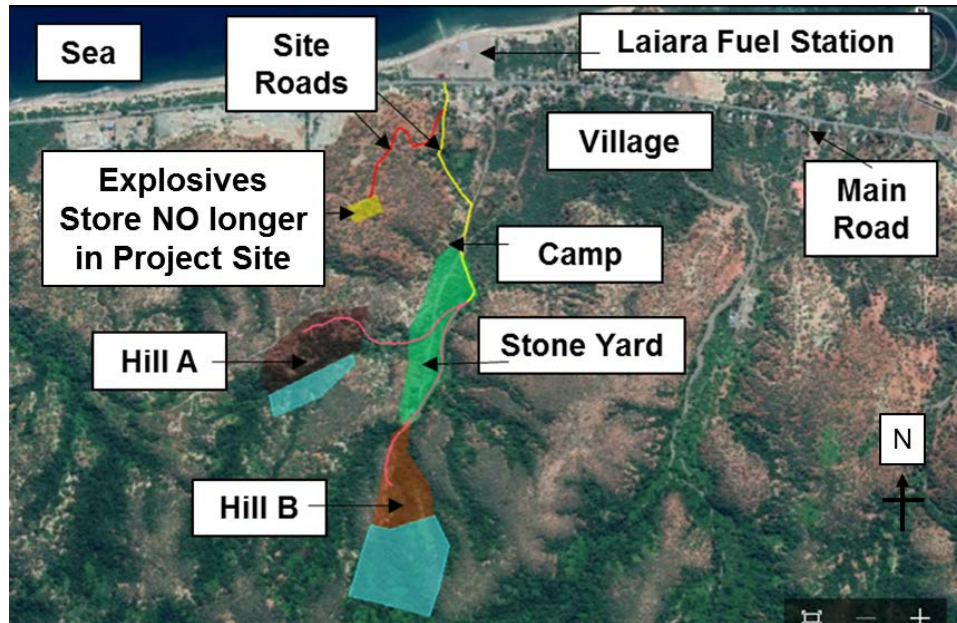 Sea
Site
Roads
Laiara Fuel Station
Village
Explosives
Store NO longer
in Project Site
Main
Road
Camp
Hill A
Stone Yard
N
Hill B